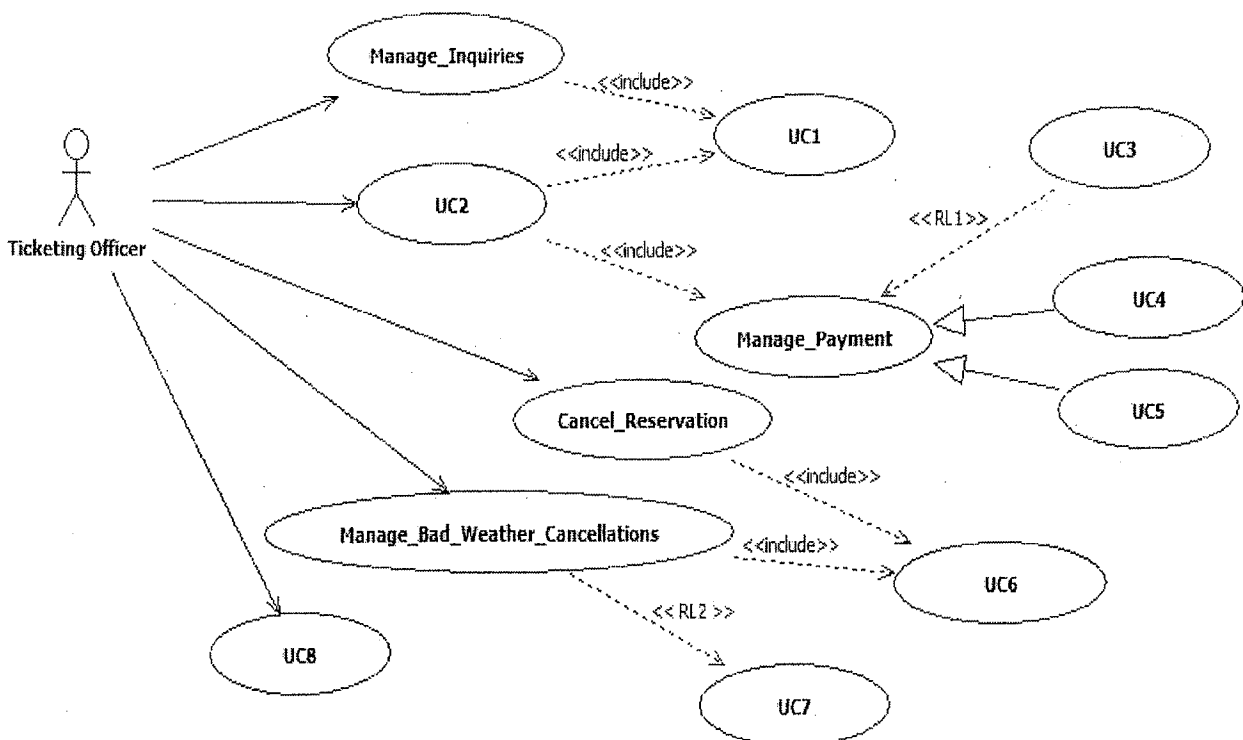 Manage_Inquiries
<<include>>
UC1
UC3
<<include>>
UC2
<<RL1>>
Ticketing Officer
<<include>>
UC4
Manage_Payment
UC5
Cancel_Reservation
<<include>>
Manage_Bad_Weather_Cancellations
<<include>>
UC6
<< RL2 >>
UC8
UC7